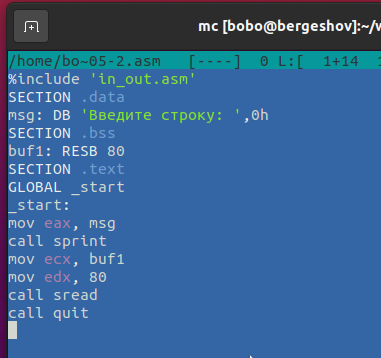 mc [bobo@bergeshov]:~/w
/home/bo~05-2.asm [----] 0 L:[ 1+14 1
%include 'in_out.asm'
SECTION .data
msg: DB 'Введите строку: ',0h
SECTION .bss
buf1: RESB 80
SECTION .text
GLOBAL _start
_start:
mov eax, msg
call sprint
mov ecx, buf1
mov edx, 80
call sread
call quit